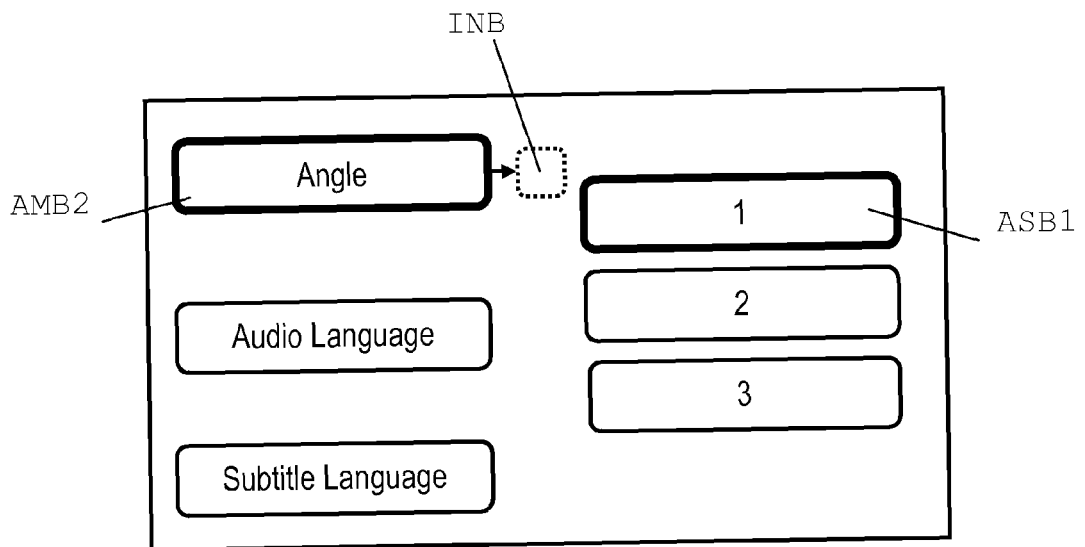 INB
Angle
AMB2
1
ASB1
2
Audio Language
3
Subtitle Language